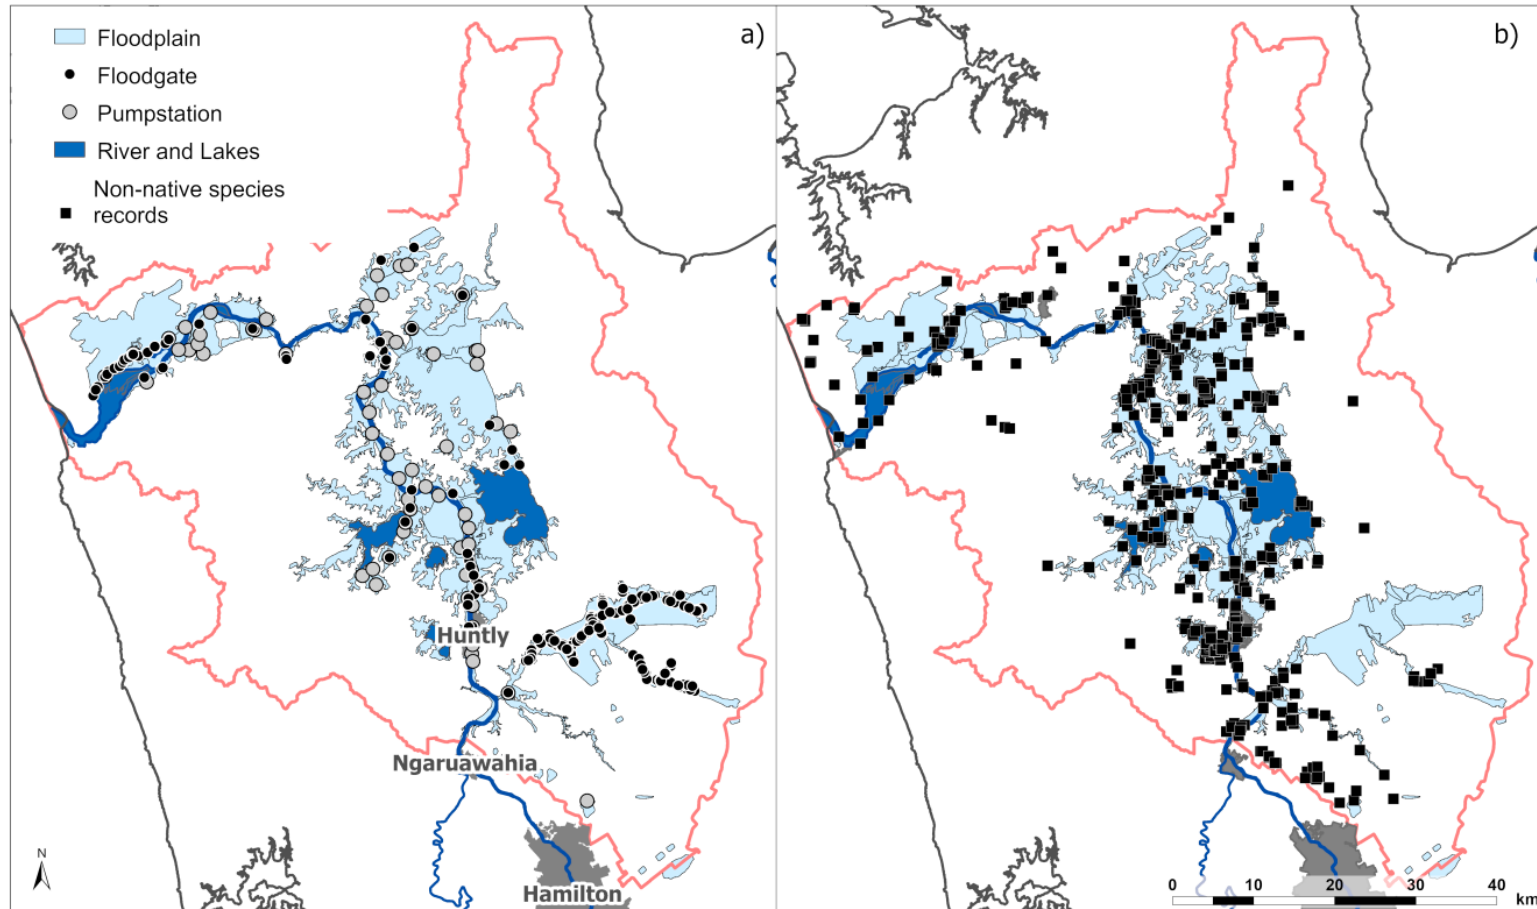 a)
b)
Floodplain
Floodgate
Pumpstation
River and Lakes
Non-native species
records
Huntly
Ngaruawahia
Hamilton
N
0 10 20 30 40
km